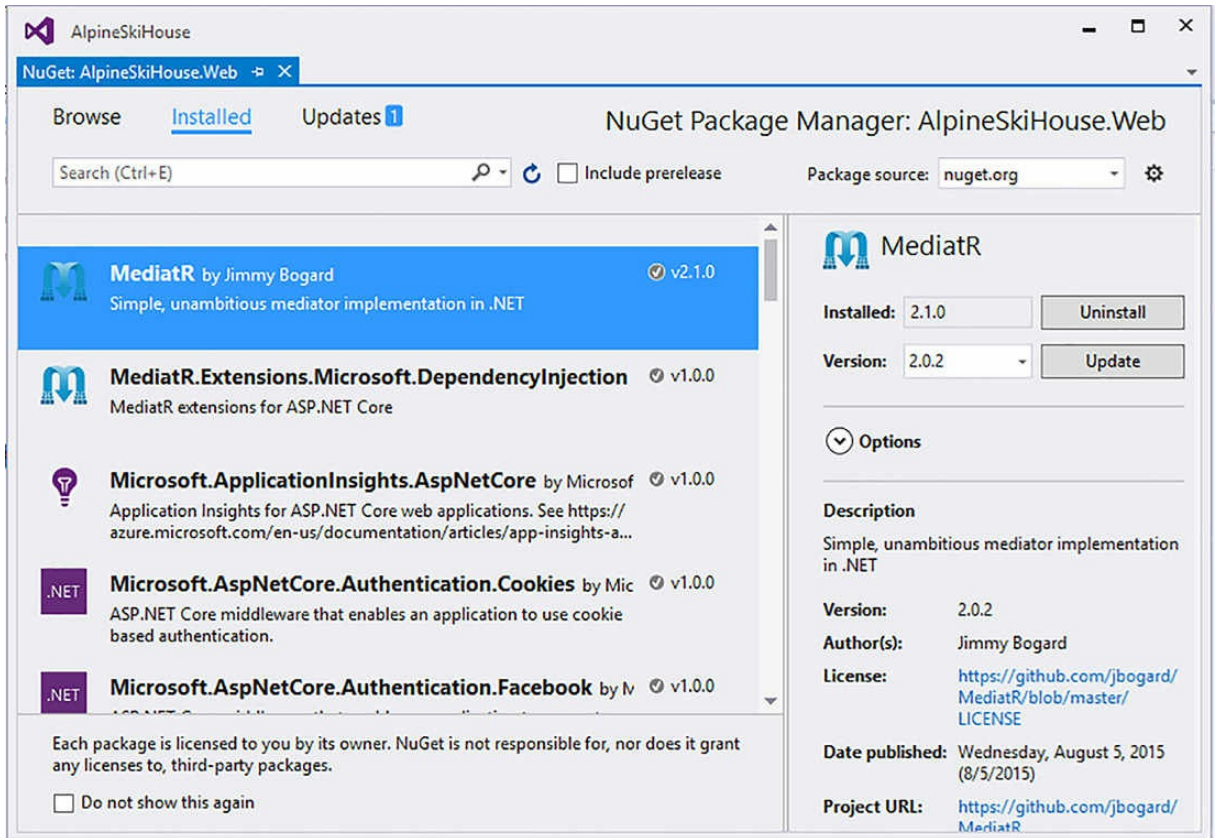 AlpineSkiHouse
NuGet: AlpineSkiHouse.Web
Browse Installed Updates 1
NuGet Package Manager: AlpineSkiHouse.Web
Search (Ctrl+E)
Include prerelease
Package source: nuget.org
MediatR by Jimmy Bogard v2.1.0
Simple, unambitious mediator implementation in .NET
MediatR.Extensions.Microsoft.DependencyInjection v1.0.0
MediatR extensions for ASP.NET Core
Microsoft.ApplicationInsights.AspNetCore by Microsof v1.0.0
Application Insights for ASP.NET Core web applications. See https://
azure.microsoft.com/en-us/documentation/articles/app-insights-a...
.NET
Microsoft.AspNetCore.Authentication.Cookies by Mic v1.0.0
ASP.NET Core middleware that enables an application to use cookie
based authentication.
.NET
Microsoft.AspNetCore.Authentication.Facebook by M v1.0.0
Each package is licensed to you by its owner. NuGet is not responsible for, nor does it grant
any licenses to, third-party packages.
Do not show this again
MediatR
Installed: 2.1.0 Uninstall
Version: 2.0.2 Update
Options
Description
Simple, unambitious mediator implementation
in .NET
Version: 2.0.2
Author(s): Jimmy Bogard
License: https://github.com/jbogard/
MediatR/blob/master/
LICENSE
Date published: Wednesday, August 5, 2015
(8/5/2015)
Project URL: https://github.com/jbogard/
MediatR